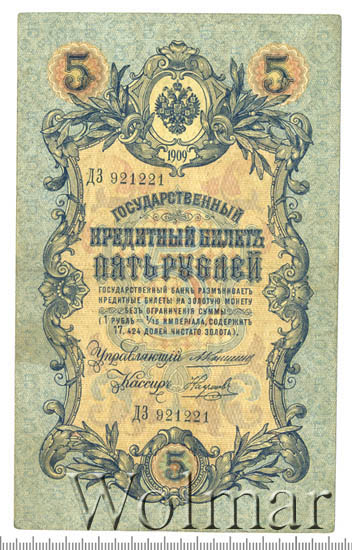 5 5
1909
ДЗ 921221
ГОСУДАРСТВЕННЫЙ
КРЕДИТНЫЙ БИЛЕТЪ
ПЯТЬ РУБЛЕЙ
ГОСУДАРСТВЕННЫЙ БАНКЪ РАЗМѢНИВАЕТЪ
КРЕДИТНЫЕ БИЛЕТЫ НА ЗОЛОТУЮ МОНЕТУ
БЕЗЪ ОГРАНИЧЕНІЯ СУММЫ
(1 РУБЛЬ = 1/15 ИМПЕРІАЛА, СОДЕРЖИТЪ
17,424 ДОЛЕЙ ЧИСТАГО ЗОЛОТА).
Управляющій
Кассиръ
ДЗ 921221
5
Wolmar